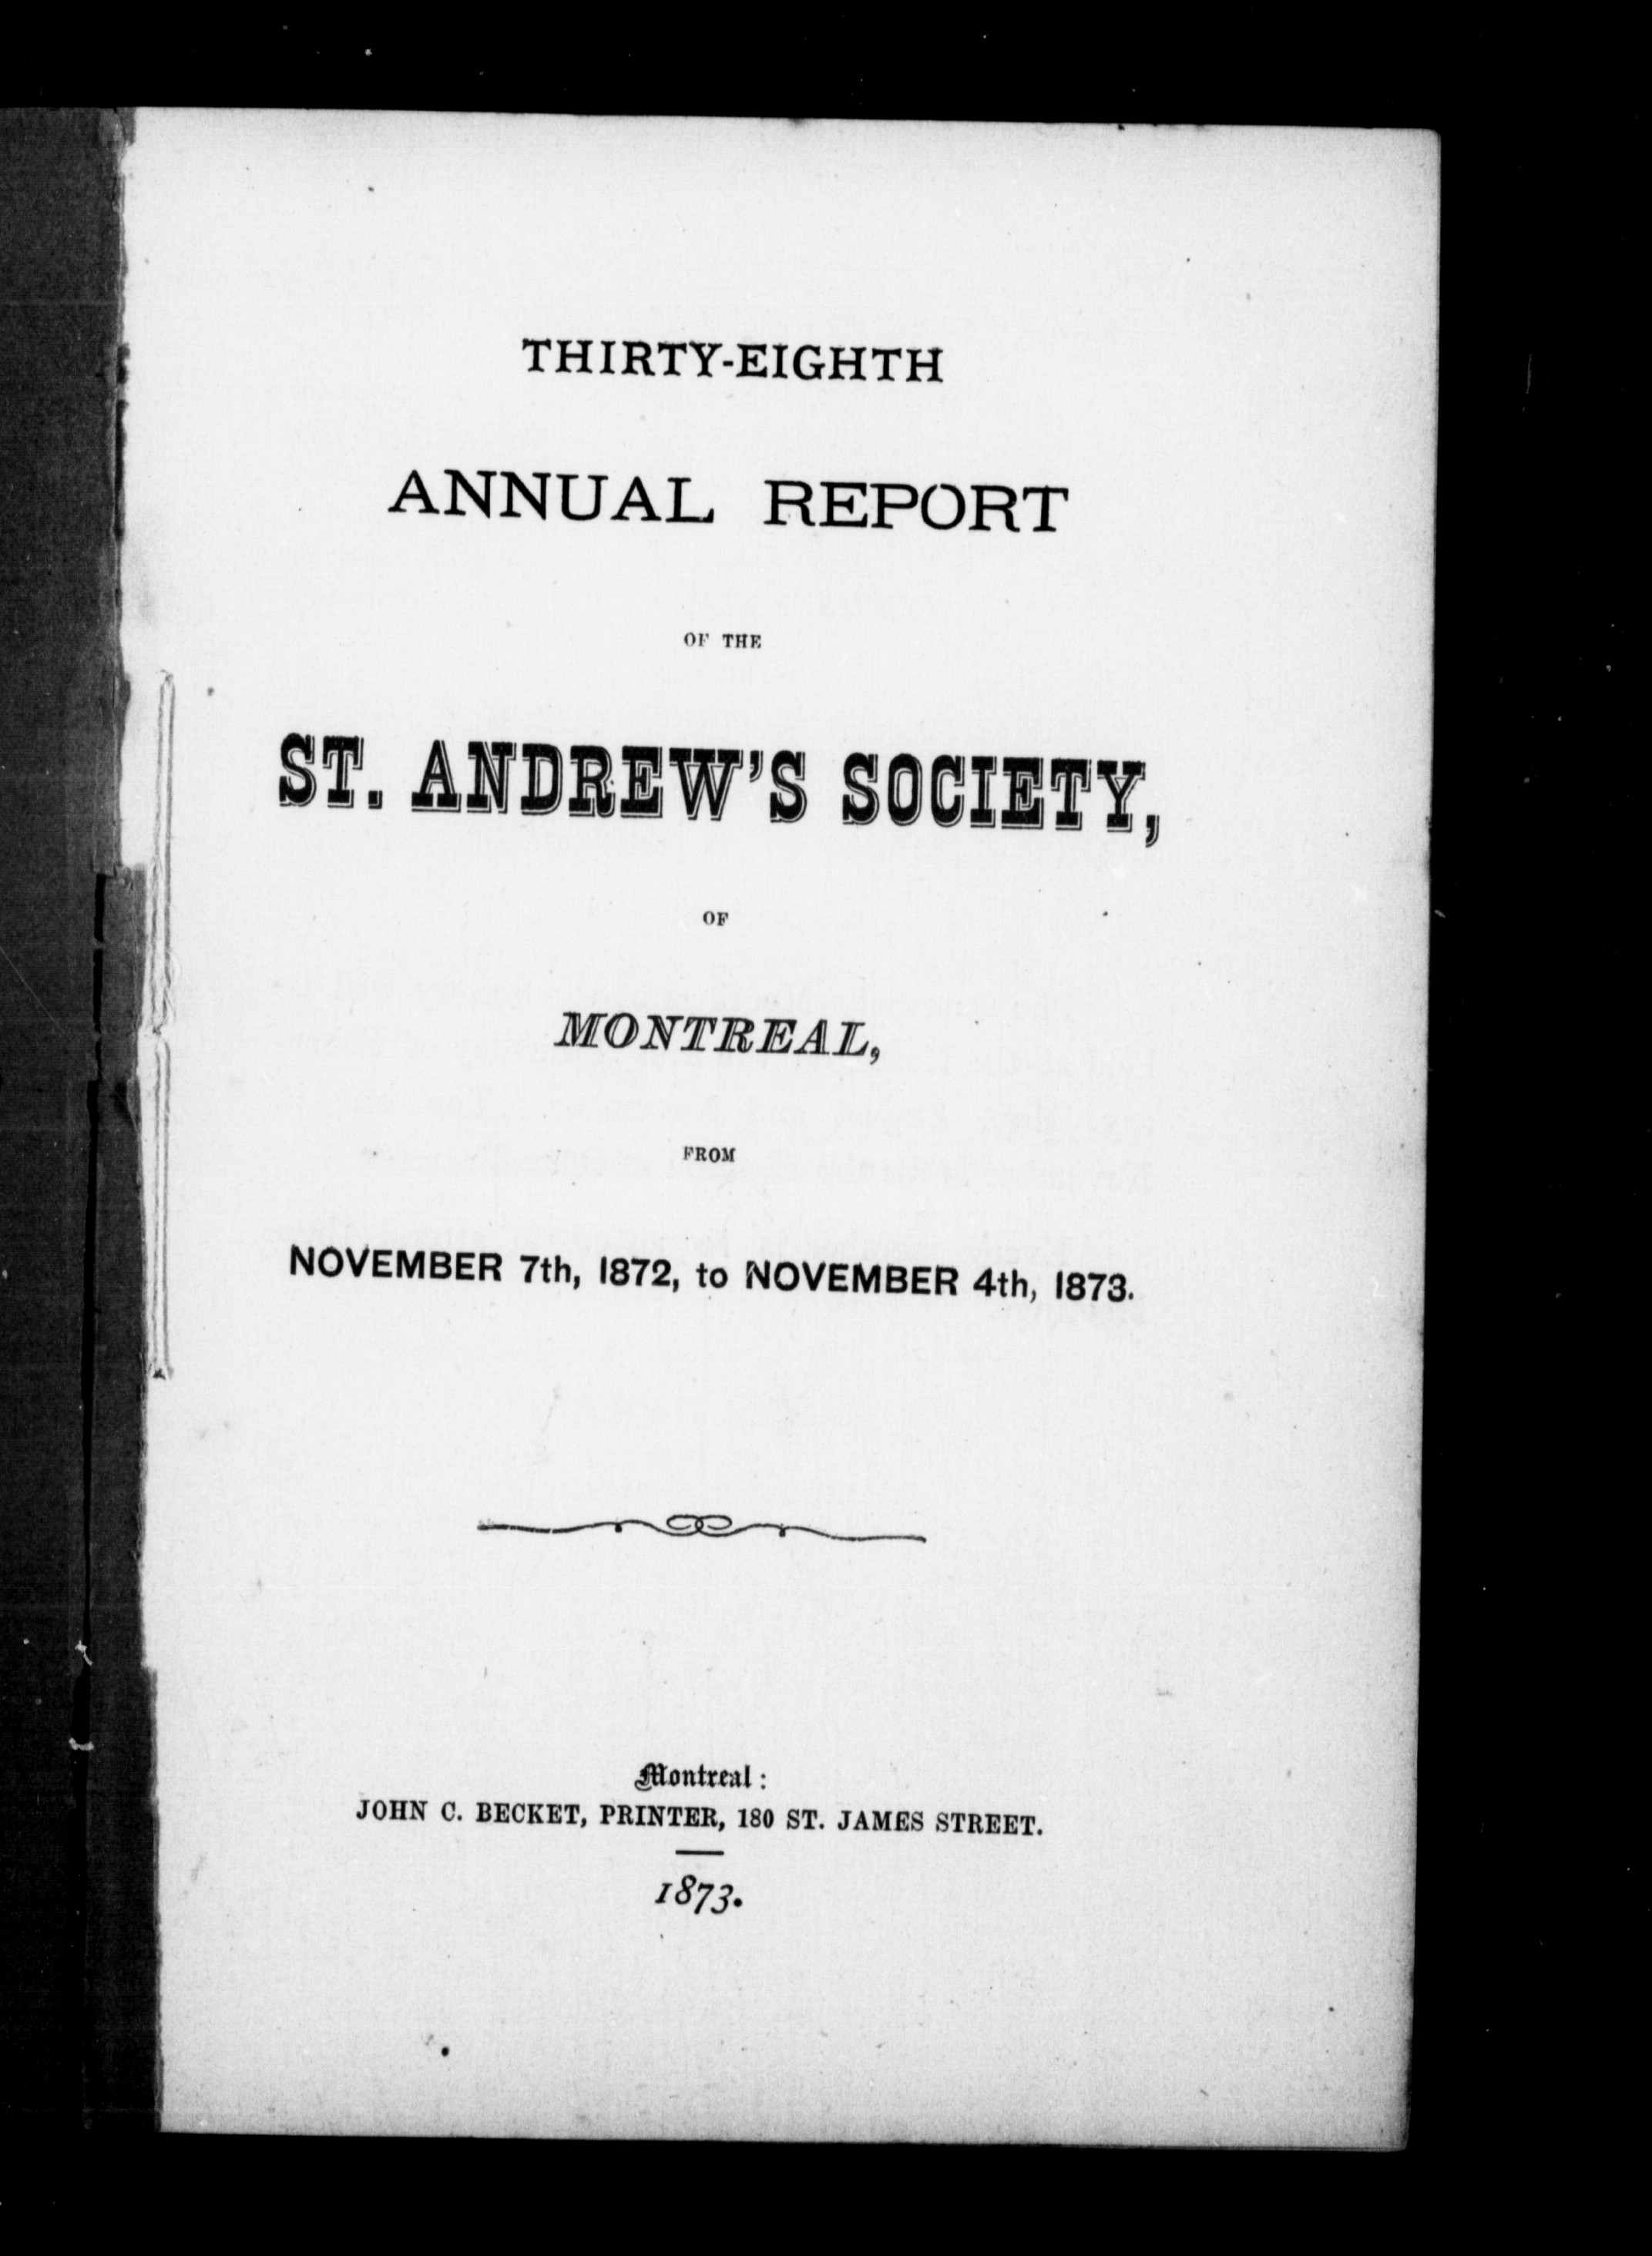 THIRTY-EIGHTH
ANNUAL REPORT
OF THE
ST. ANDREW'S SOCIETY,
OF
MONTREAL,
FROM
NOVEMBER 7th, 1872, to NOVEMBER 4th, 1873.
Montreal:
JOHN C. BECKET, PRINTER, 180 ST. JAMES STREET.
1873.